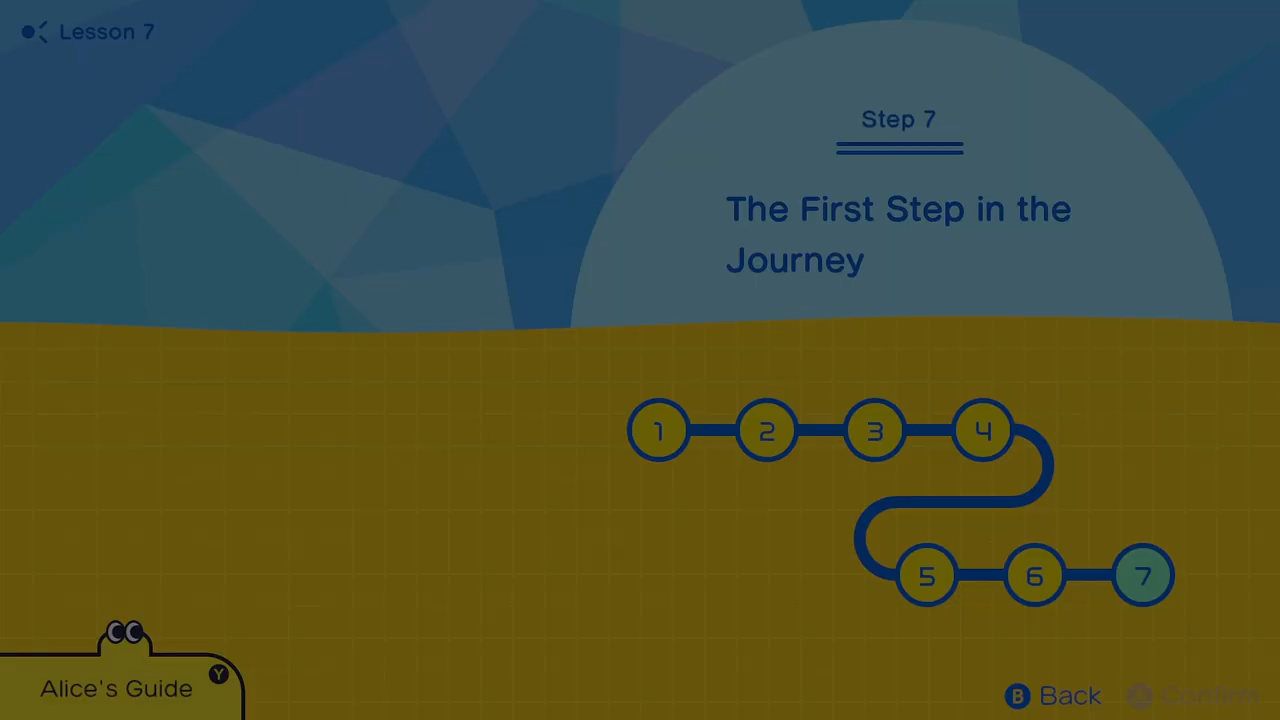 Lesson 7
Step 7
The First Step in the
Journey
1 2 3 4
5 6 7
Alice's Guide Y
B Back A Confirm